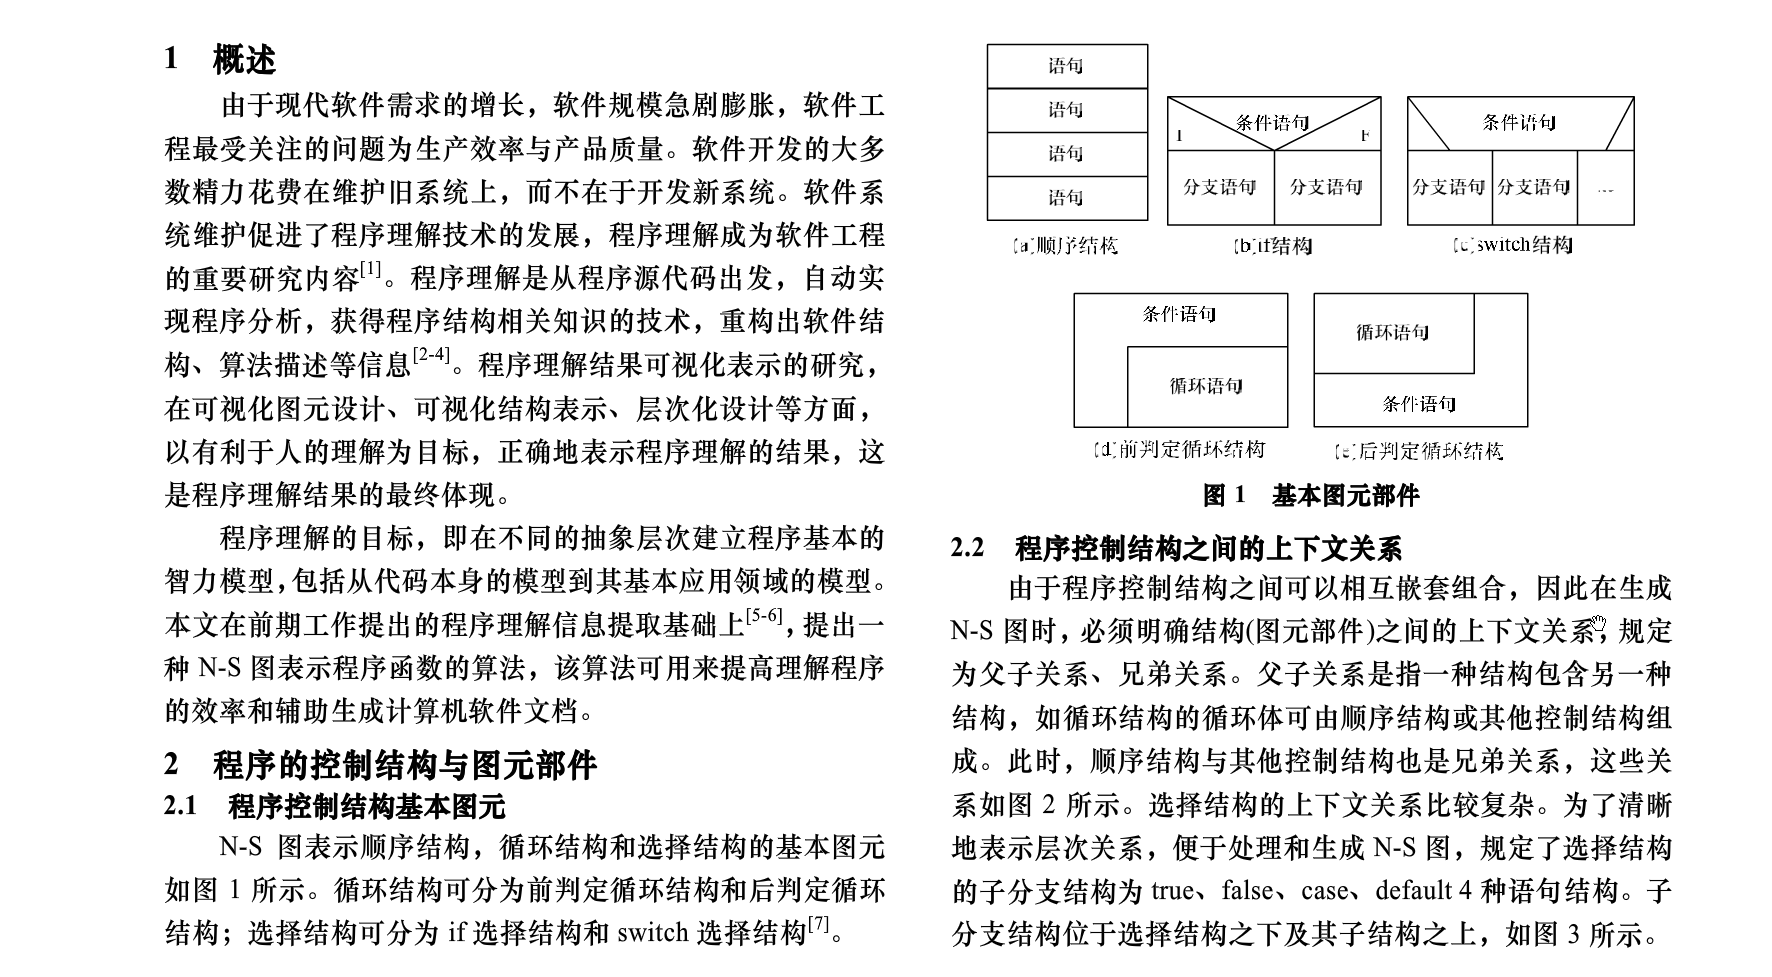 1 概述
由于现代软件需求的增长，软件规模急剧膨胀，软件工
程最受关注的问题为生产效率与产品质量。软件开发的大多
数精力花费在维护旧系统上，而不在于开发新系统。软件系
统维护促进了程序理解技术的发展，程序理解成为软件工程
的重要研究内容[1]。程序理解是从程序源代码出发，自动实
现程序分析，获得程序结构相关知识的技术，重构出软件结
构、算法描述等信息[2-4]。程序理解结果可视化表示的研究，
在可视化图元设计、可视化结构表示、层次化设计等方面，
以有利于人的理解为目标，正确地表示程序理解的结果，这
是程序理解结果的最终体现。
程序理解的目标，即在不同的抽象层次建立程序基本的
智力模型，包括从代码本身的模型到其基本应用领域的模型。
本文在前期工作提出的程序理解信息提取基础上[5-6]，提出一
种 N-S 图表示程序函数的算法，该算法可用来提高理解程序
的效率和辅助生成计算机软件文档。
2 程序的控制结构与图元部件
2.1 程序控制结构基本图元
N-S 图表示顺序结构，循环结构和选择结构的基本图元
如图 1 所示。循环结构可分为前判定循环结构和后判定循环
结构；选择结构可分为 if 选择结构和 switch 选择结构[7]。
语句
语句
语句
语句
(a)顺序结构
条件语句
T
F
分支语句
分支语句
(b)if结构
条件语句
分支语句
分支语句
...
(c)switch结构
条件语句
循环语句
(d)前判定循环结构
循环语句
条件语句
(e)后判定循环结构
图 1 基本图元部件
2.2 程序控制结构之间的上下文关系
由于程序控制结构之间可以相互嵌套组合，因此在生成
N-S 图时，必须明确结构(图元部件)之间的上下文关系，规定
为父子关系、兄弟关系。父子关系是指一种结构包含另一种
结构，如循环结构的循环体可由顺序结构或其他控制结构组
成。此时，顺序结构与其他控制结构也是兄弟关系，这些关
系如图 2 所示。选择结构的上下文关系比较复杂。为了清晰
地表示层次关系，便于处理和生成 N-S 图，规定了选择结构
的子分支结构为 true、false、case、default 4 种语句结构。子
分支结构位于选择结构之下及其子结构之上，如图 3 所示。